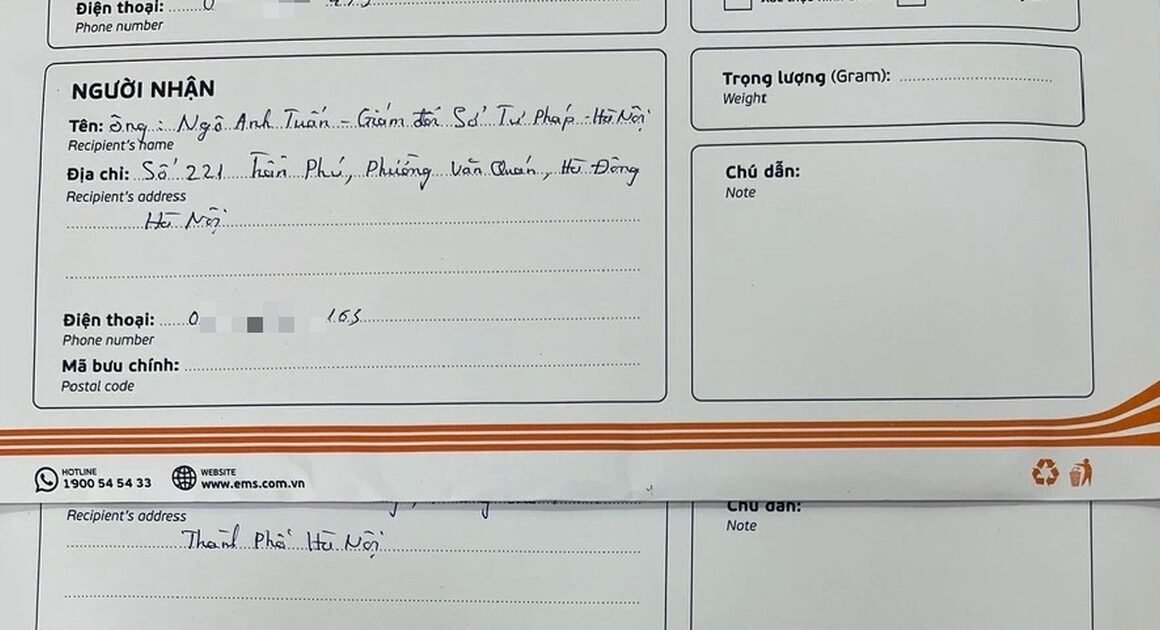 Điện thoại: 0
Phone number
NGƯỜI NHẬN
Tên: Ông: Ngô Anh Tuấn - Giám đốc Sở Tư Pháp - Hà Nội
Recipient's name
Địa chỉ: Số 221 Trần Phú, Phường Văn Quán, Hà Đông
Recipient's address
Hà Nội
Điện thoại: 0 165
Phone number
Mã bưu chính:
Postal code
Trọng lượng (Gram):
Weight
Chú dẫn:
Note
HOTLINE
1900 54 54 33
WEBSITE
www.ems.com.vn
Recipient's address
Thành Phố Hà Nội
Chú dẫn:
Note